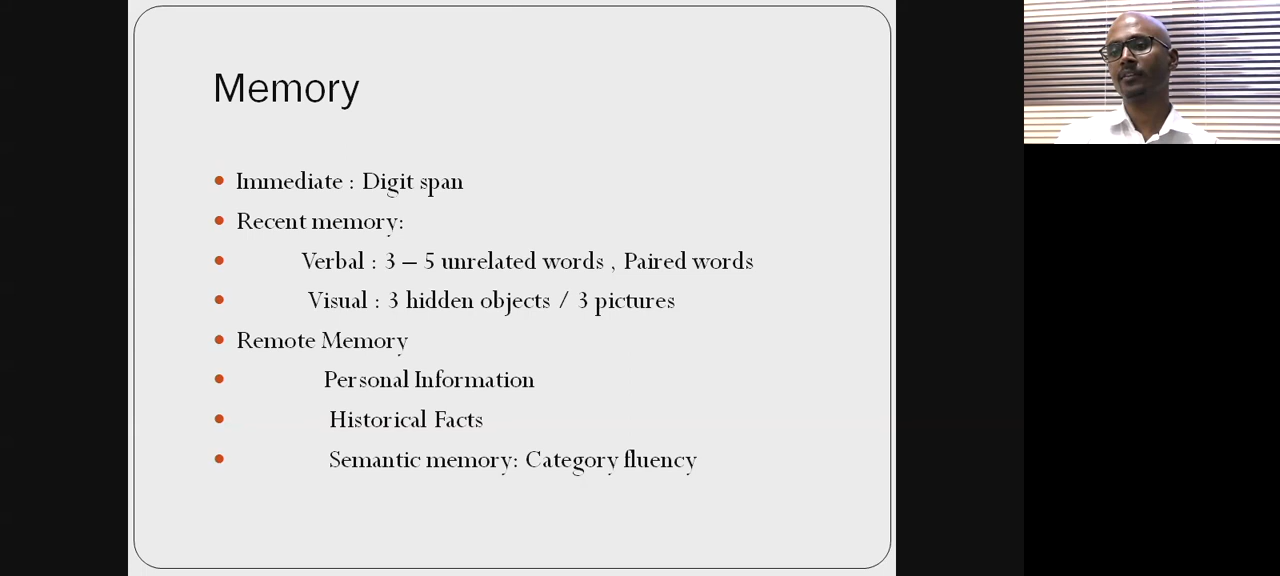 Memory
Immediate : Digit span
Recent memory:
Verbal : 3 – 5 unrelated words , Paired words
Visual : 3 hidden objects / 3 pictures
Remote Memory
Personal Information
Historical Facts
Semantic memory: Category fluency